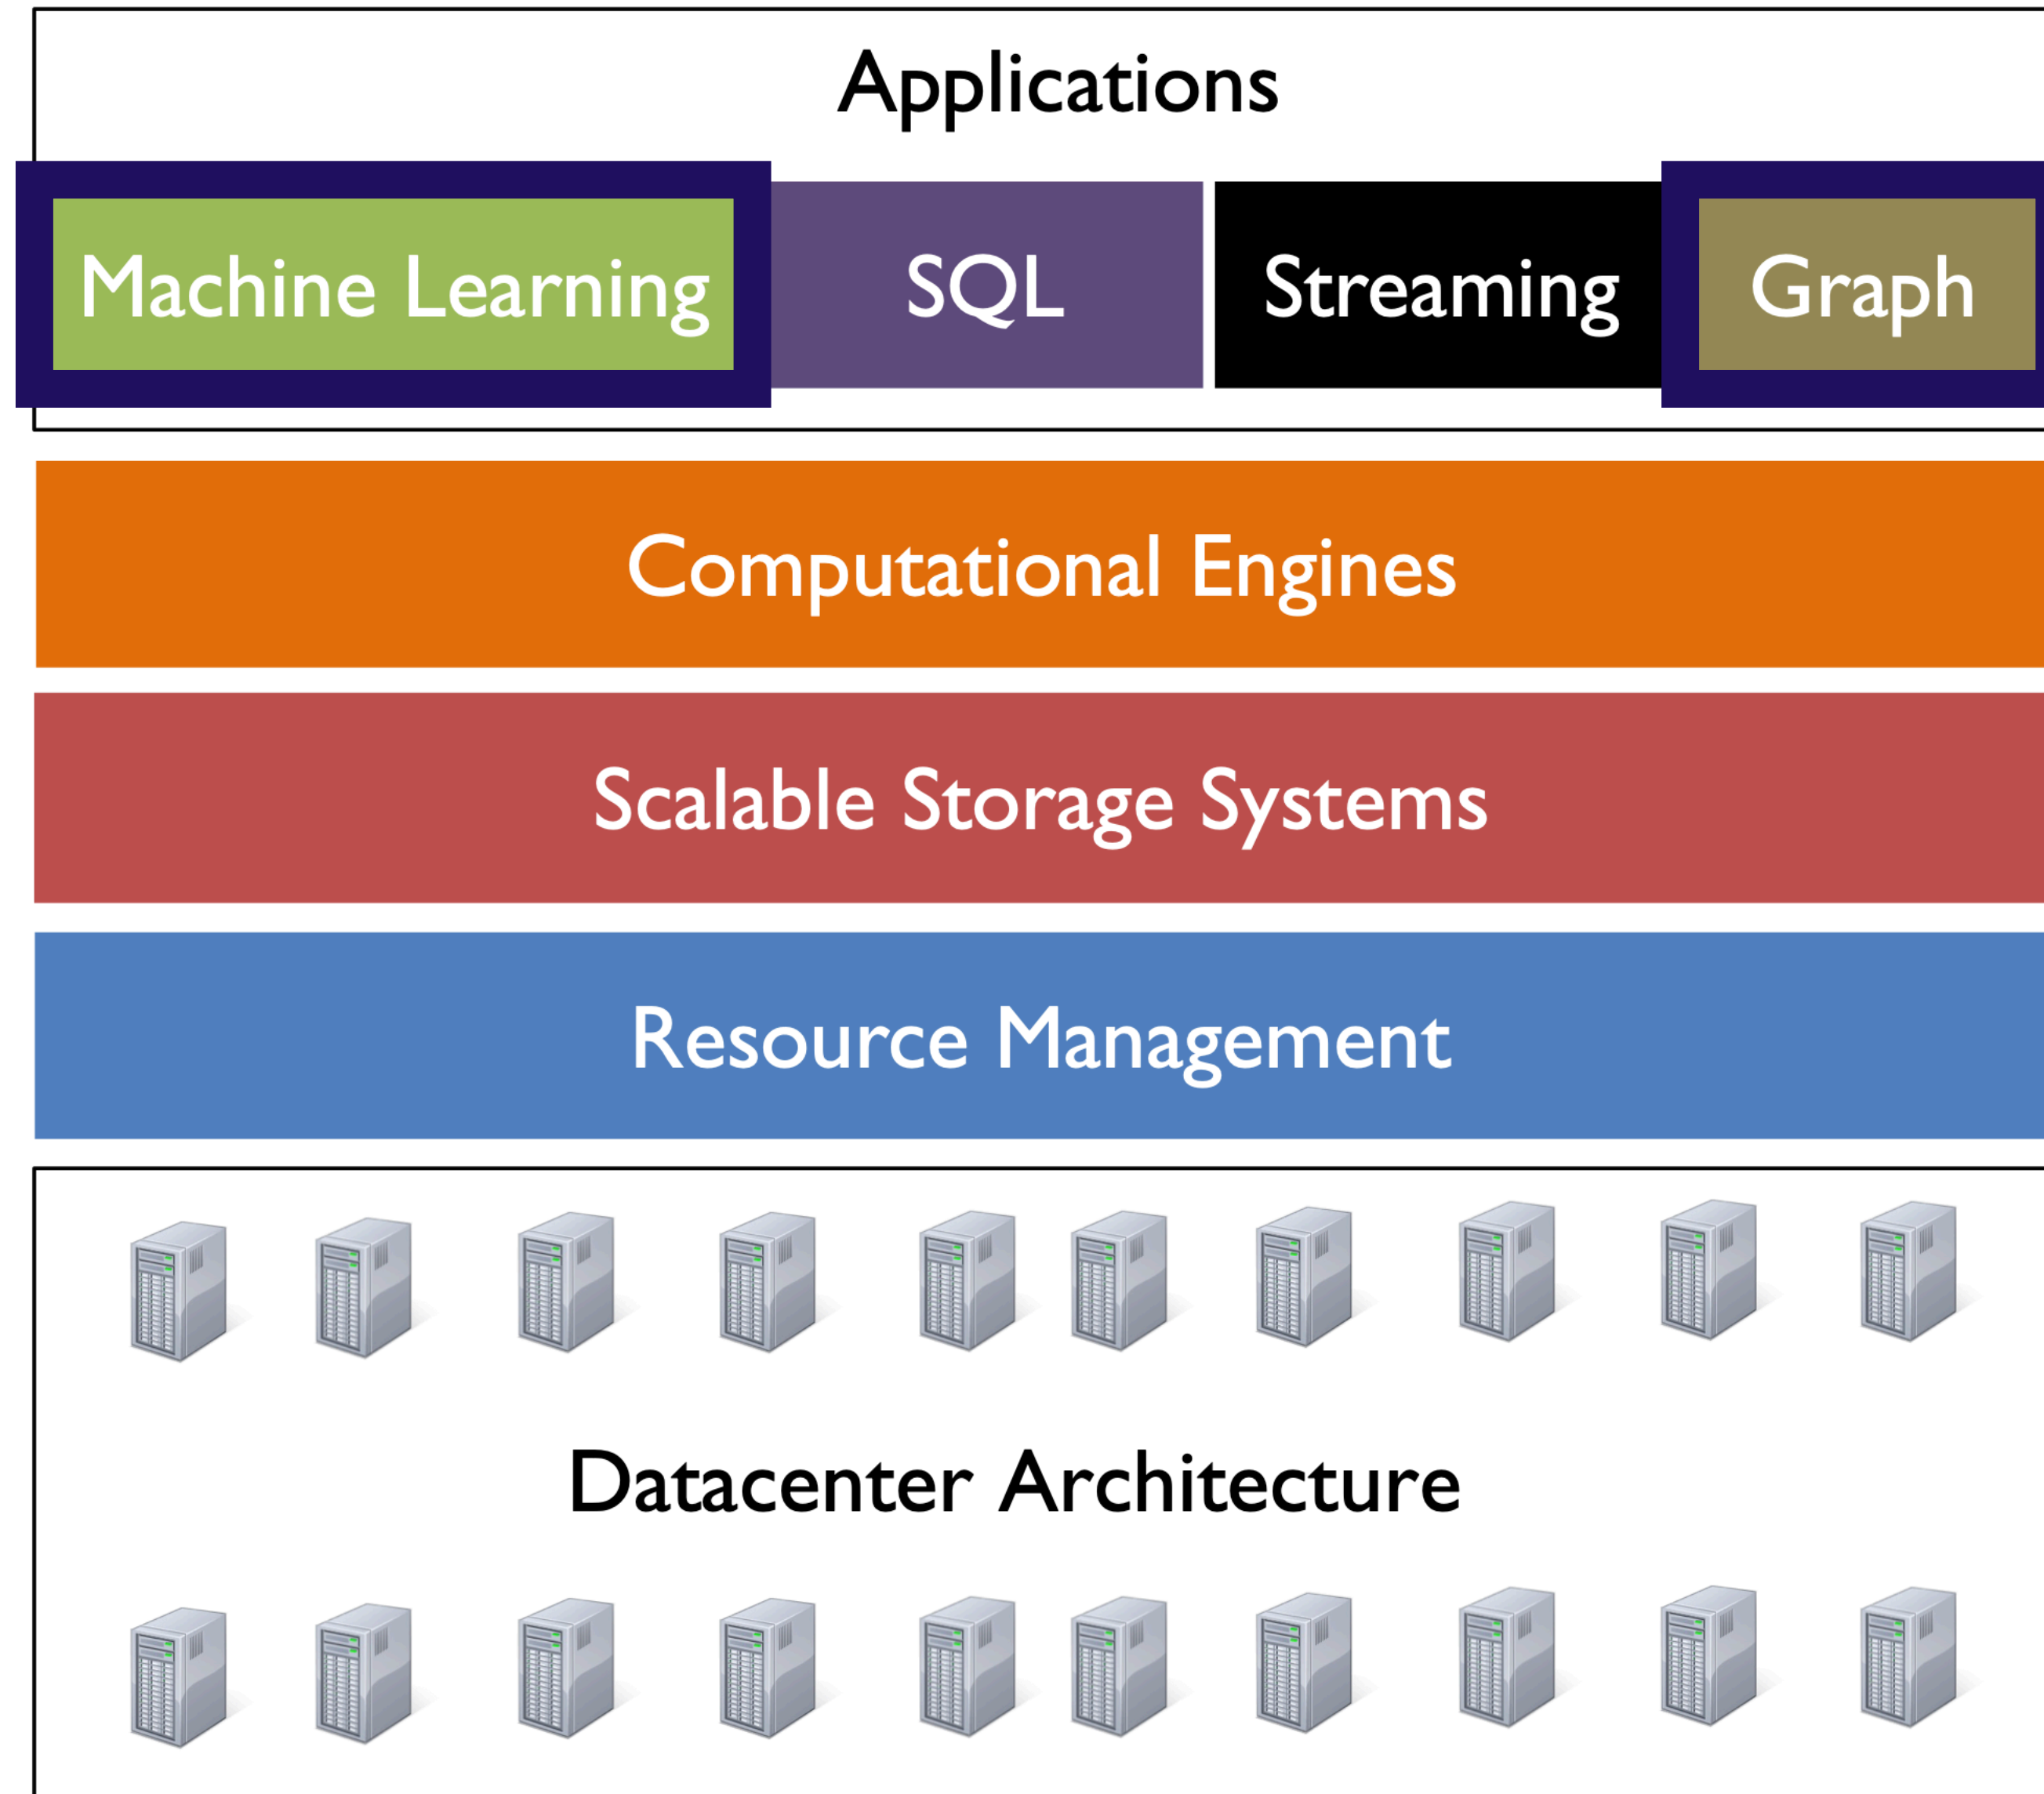 Applications
Machine Learning SQL Streaming Graph
Computational Engines
Scalable Storage Systems
Resource Management
Datacenter Architecture